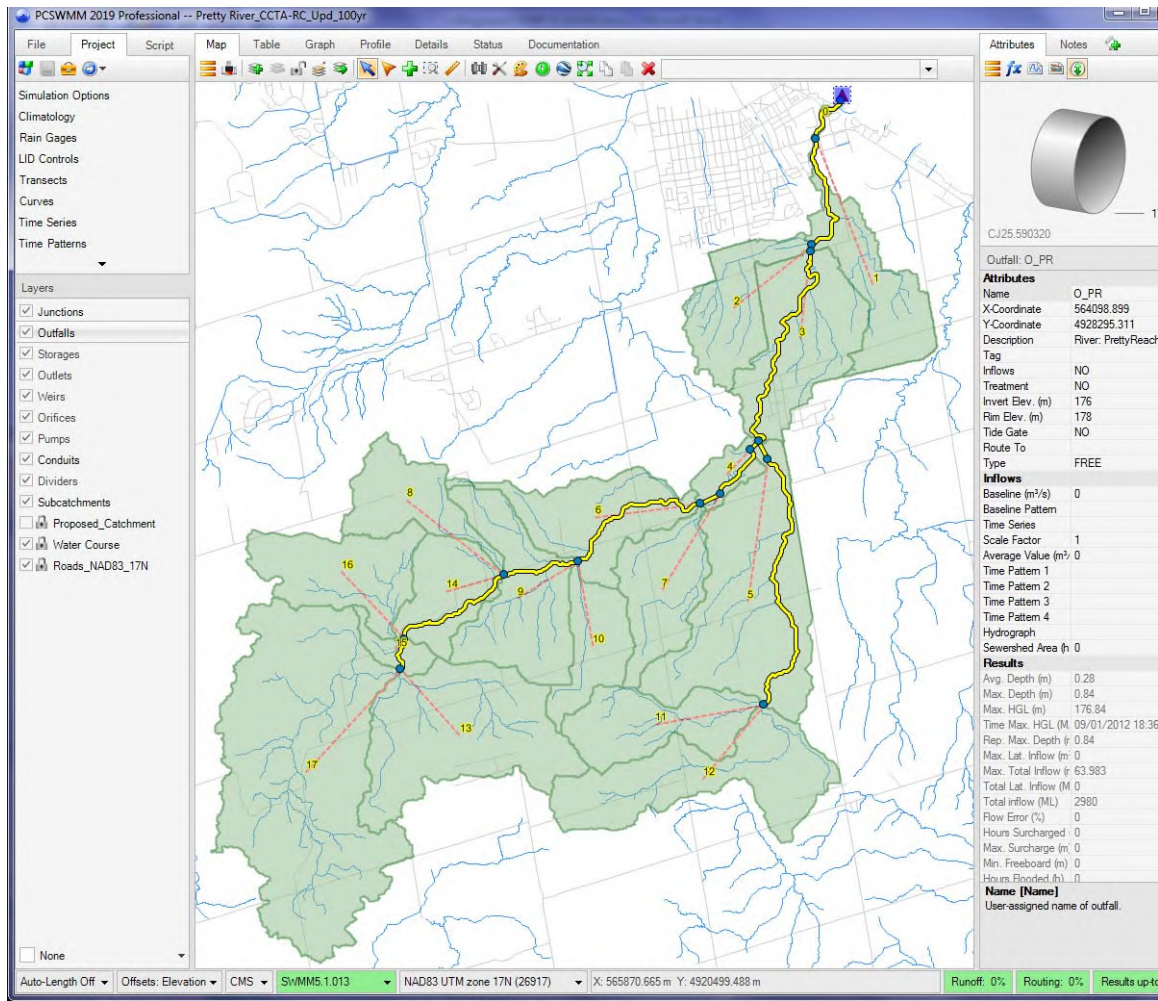 PCSWMM 2019 Professional -- Pretty River_CCTA-RC_Upd_100yr
File Project Script
Map Table Graph Profile Details Status Documentation
Attributes Notes
Simulation Options
Climatology
Rain Gages
LID Controls
Transects
Curves
Time Series
Time Patterns
Layers
Junctions
Outfalls
Storages
Outlets
Weirs
Orifices
Pumps
Conduits
Dividers
Subcatchments
Proposed_Catchment
Water Course
Roads_NAD83_17N
None
1
2
3
4
8
6
16
14
9
7
5
15
10
11
13
17
12
1
CJ25.590320
Outfall: O_PR
Attributes
Name O_PR
X-Coordinate 564098.899
Y-Coordinate 4928295.311
Description River: PrettyReach
Tag
Inflows NO
Treatment NO
Invert Elev. (m) 176
Rim Elev. (m) 178
Tide Gate NO
Route To
Type FREE
Inflows
Baseline (m³/s) 0
Baseline Pattern
Time Series
Scale Factor 1
Average Value (m³/ 0
Time Pattern 1
Time Pattern 2
Time Pattern 3
Time Pattern 4
Hydrograph
Sewershed Area (h 0
Results
Avg. Depth (m) 0.28
Max. Depth (m) 0.84
Max. HGL (m) 176.84
Time Max. HGL (M 09/01/2012 18:36
Rep. Max. Depth (r 0.84
Max. Lat. Inflow (m 0
Max. Total Inflow (r 63.983
Total Lat. Inflow (M 0
Total inflow (ML) 2980
Flow Error (%) 0
Hours Surcharged 0
Max. Surcharge (m 0
Min. Freeboard (m) 0
Hours Flooded (h) 0
Name [Name]
User-assigned name of outfall.
Auto-Length Off Offsets: Elevation CMS SWMM5.1.013 NAD83 UTM zone 17N (26917) X: 565870.665 m Y: 4920499.488 m Runoff: 0% Routing: 0% Results up-to